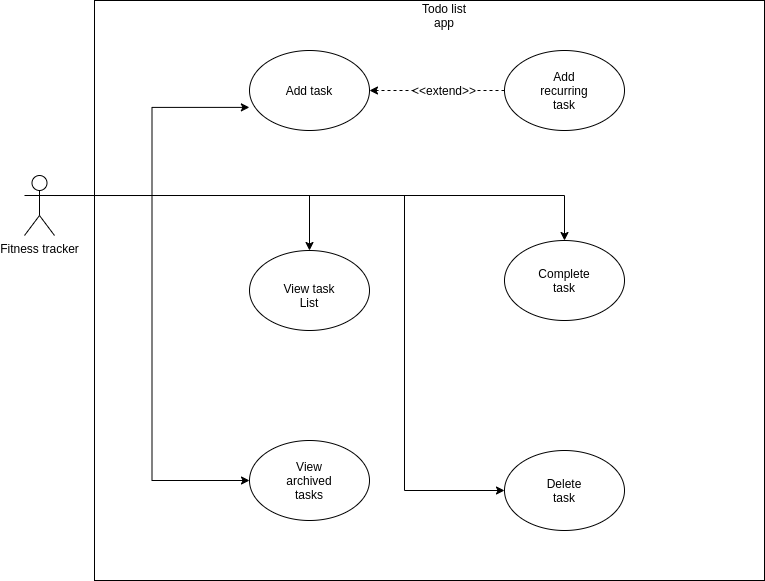 Todo list
app
Add task
<<extend>>
Add
recurring
task
Fitness tracker
View task
List
Complete
task
View
archived
tasks
Delete
task